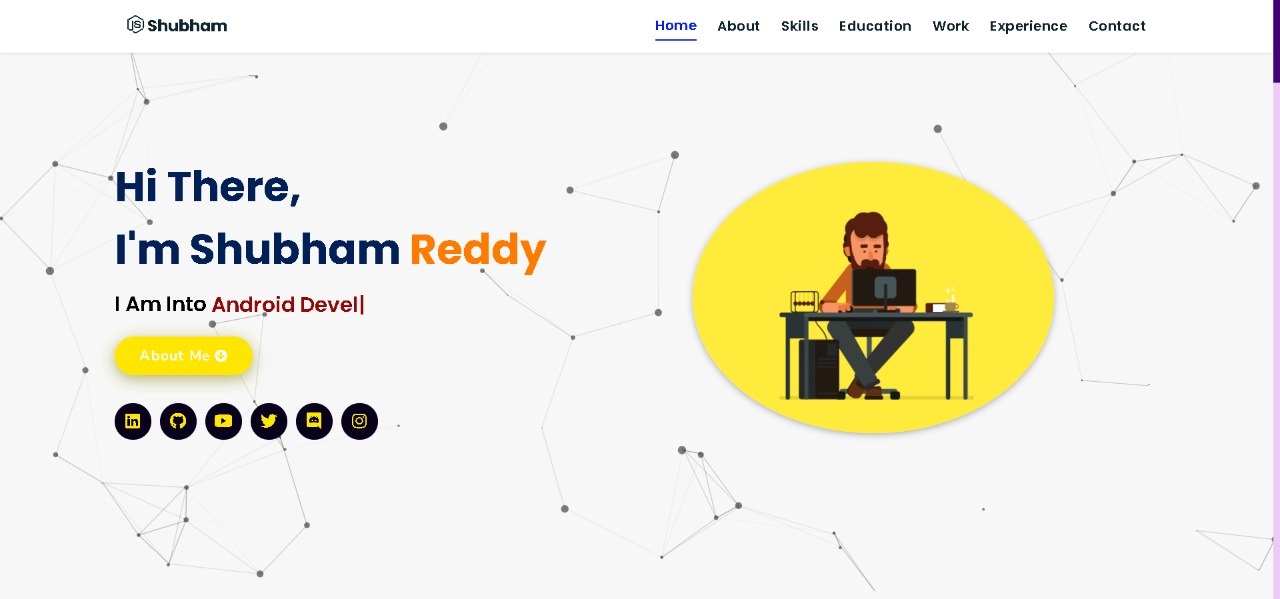 Shubham
Home About Skills Education Work Experience Contact
Hi There,
I'm Shubham Reddy
I Am Into Android Devel|
About Me